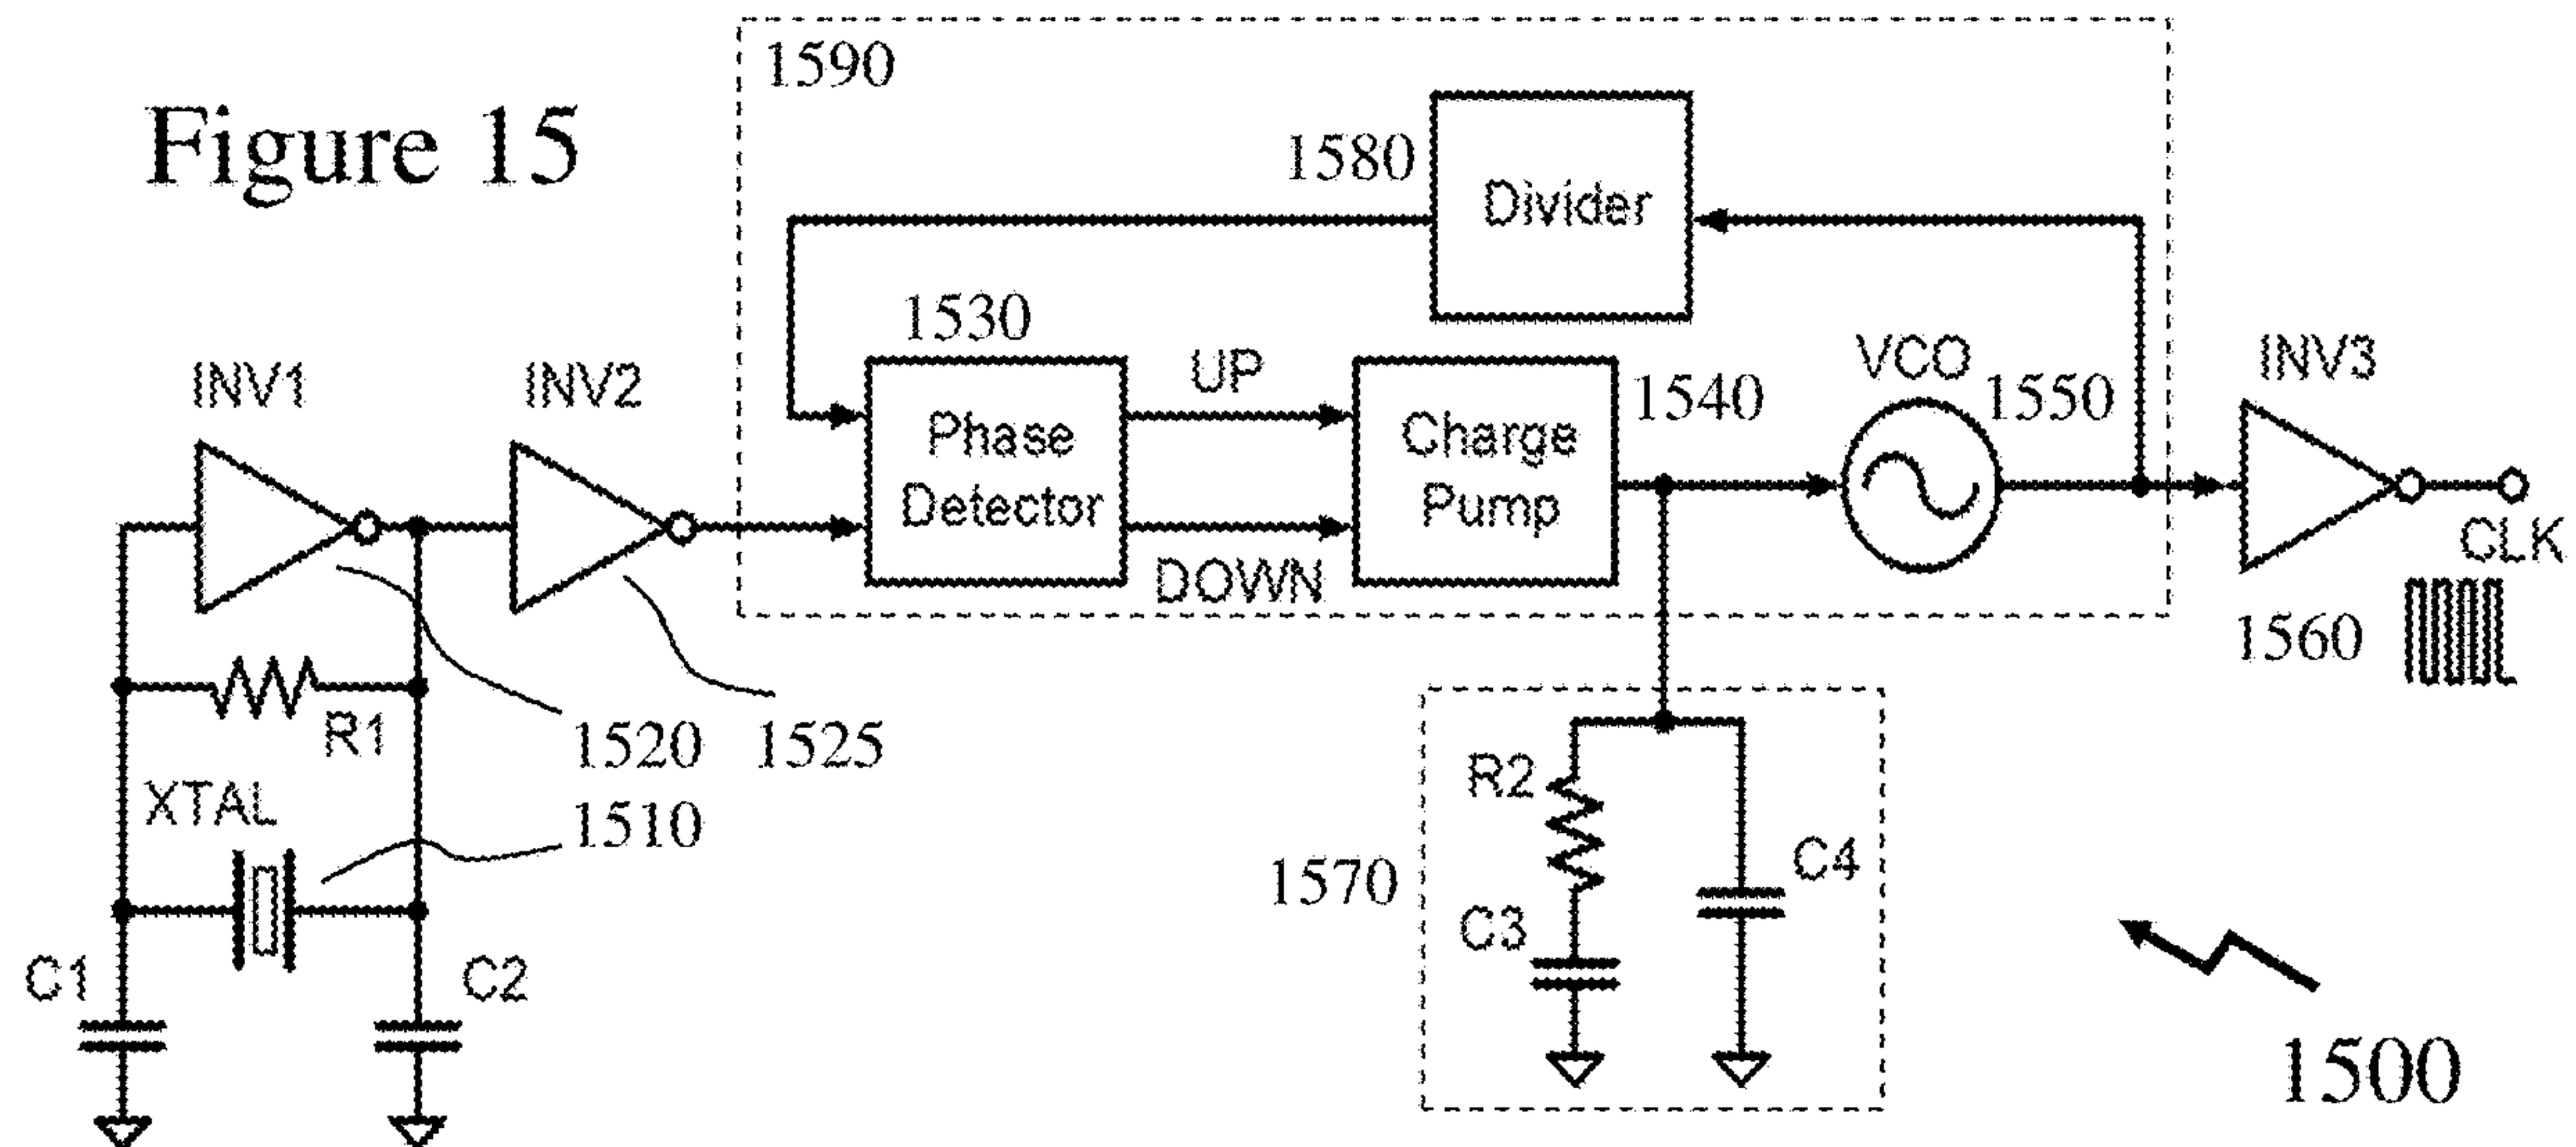 Figure 15
1590
1580
Divider
1530
INV1
INV2
UP
VCO
INV3
1540
1550
Phase
Detector
Charge
Pump
DOWN
CLK
1560
R1
1520
1525
XTAL
1510
R2
1570
C4
C3
C1
C2
1500